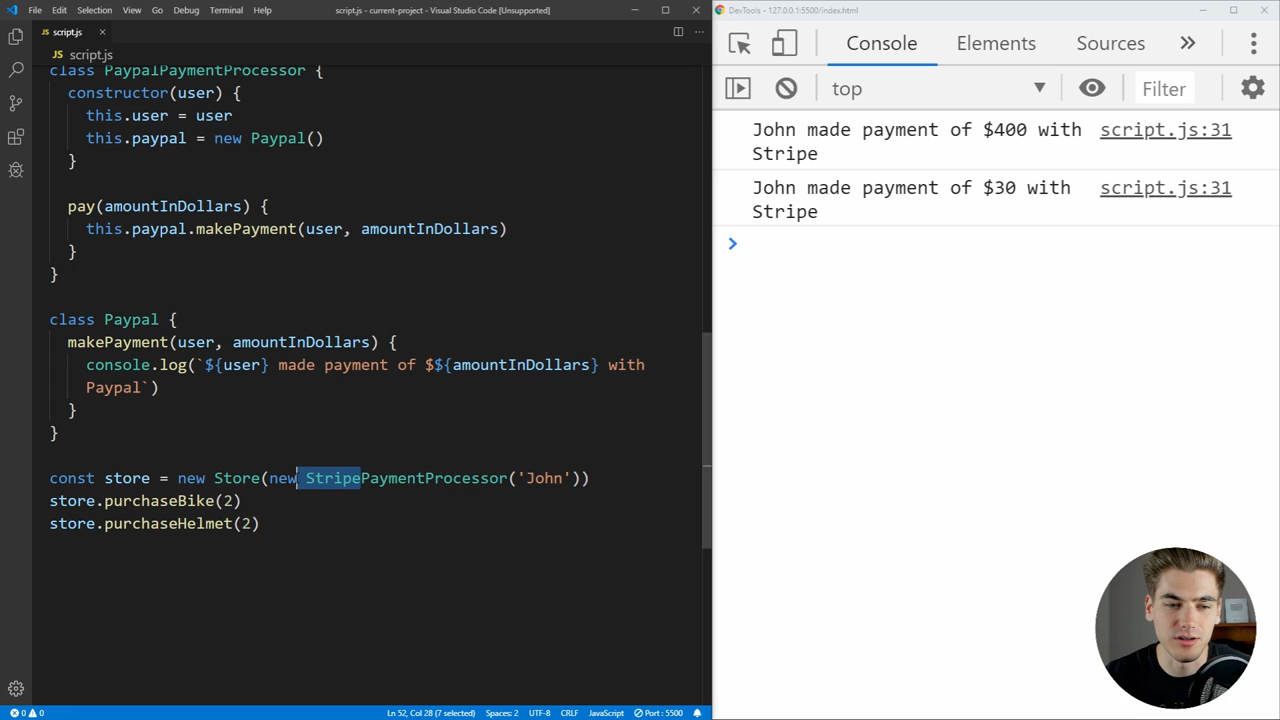 File Edit Selection View Go Debug Terminal Help script.js - current-project - Visual Studio Code [Unsupported]
JS script.js ×
JS script.js
class PaypalPaymentProcessor {
constructor(user) {
this.user = user
this.paypal = new Paypal()
}
pay(amountInDollars) {
this.paypal.makePayment(user, amountInDollars)
}
}
class Paypal {
makePayment(user, amountInDollars) {
console.log(`${user} made payment of $${amountInDollars} with
Paypal`)
}
}
const store = new Store(new StripePaymentProcessor('John'))
store.purchaseBike(2)
store.purchaseHelmet(2)
0 0 Ln 52, Col 28 (7 selected) Spaces: 2 UTF-8 CRLF JavaScript Port : 5500
DevTools - 127.0.0.1:5500/index.html
Console Elements Sources »
top Filter
John made payment of $400 with script.js:31
Stripe
John made payment of $30 with script.js:31
Stripe